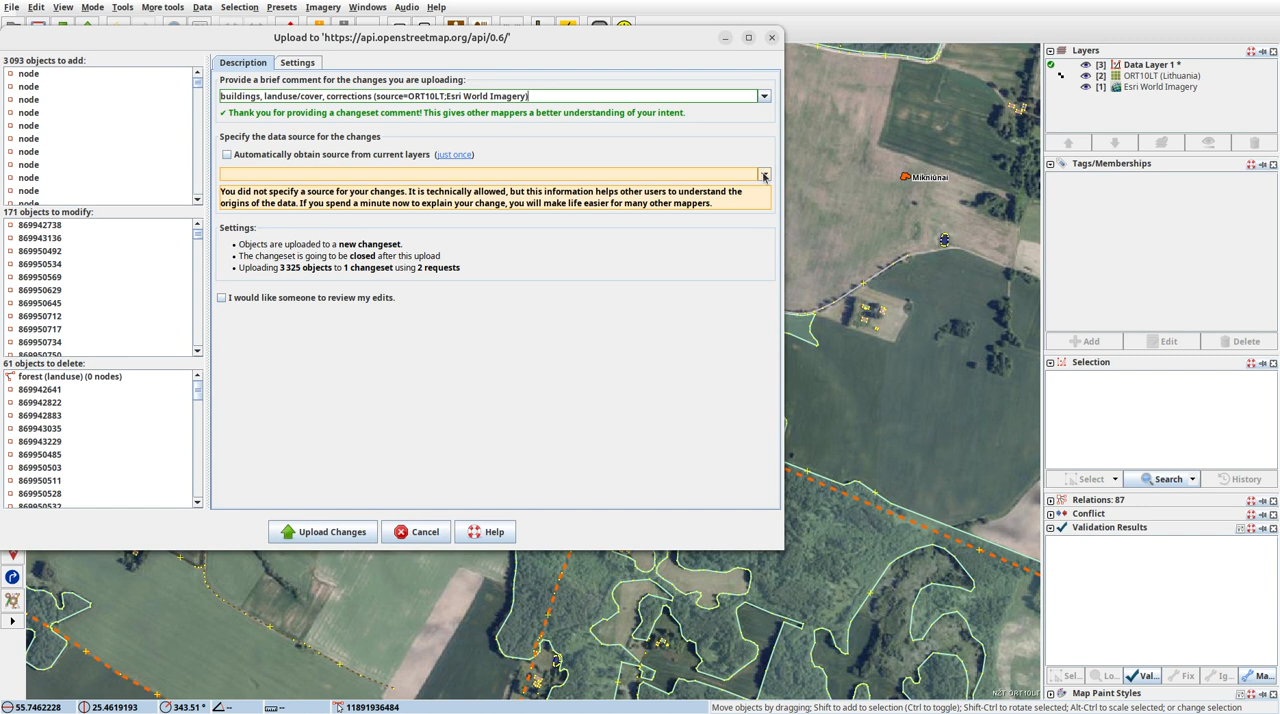 File Edit View Mode Tools More tools Data Selection Presets Imagery Windows Audio Help
Upload to 'https://api.openstreetmap.org/api/0.6/'
3 093 objects to add:
node
node
node
node
node
node
node
node
node
node
node
171 objects to modify:
869942738
869943136
869950492
869950534
869950569
869950629
869950645
869950712
869950717
869950734
869950750
61 objects to delete:
forest (landuse) (0 nodes)
869942641
869942822
869942883
869943035
869943229
869950485
869950503
869950511
869950528
869950532
Description Settings
Provide a brief comment for the changes you are uploading:
buildings, landuse/cover, corrections (source=ORT10LT;Esri World Imagery)
✔ Thank you for providing a changeset comment! This gives other mappers a better understanding of your intent.
Specify the data source for the changes
Automatically obtain source from current layers (just once)
You did not specify a source for your changes. It is technically allowed, but this information helps other users to understand the
origins of the data. If you spend a minute now to explain your change, you will make life easier for many other mappers.
Settings:
• Objects are uploaded to a new changeset.
• The changeset is going to be closed after this upload
• Uploading 3 325 objects to 1 changeset using 2 requests
I would like someone to review my edits.
Upload Changes Cancel Help
Mikniūnai
NŽT ORT10LT
Layers
[3] Data Layer 1 *
[2] ORT10LT (Lithuania)
[1] Esri World Imagery
Tags/Memberships
Add Edit Delete
Selection
Select Search History
Relations: 87
Conflict
Validation Results
Sel... Lo... Val... Fix Ig... Ma...
Map Paint Styles
55.7462228 25.4619193 343.51° -- -- 11891936484 Move objects by dragging; Shift to add to selection (Ctrl to toggle); Shift-Ctrl to rotate selected; Alt-Ctrl to scale selected; or change selection